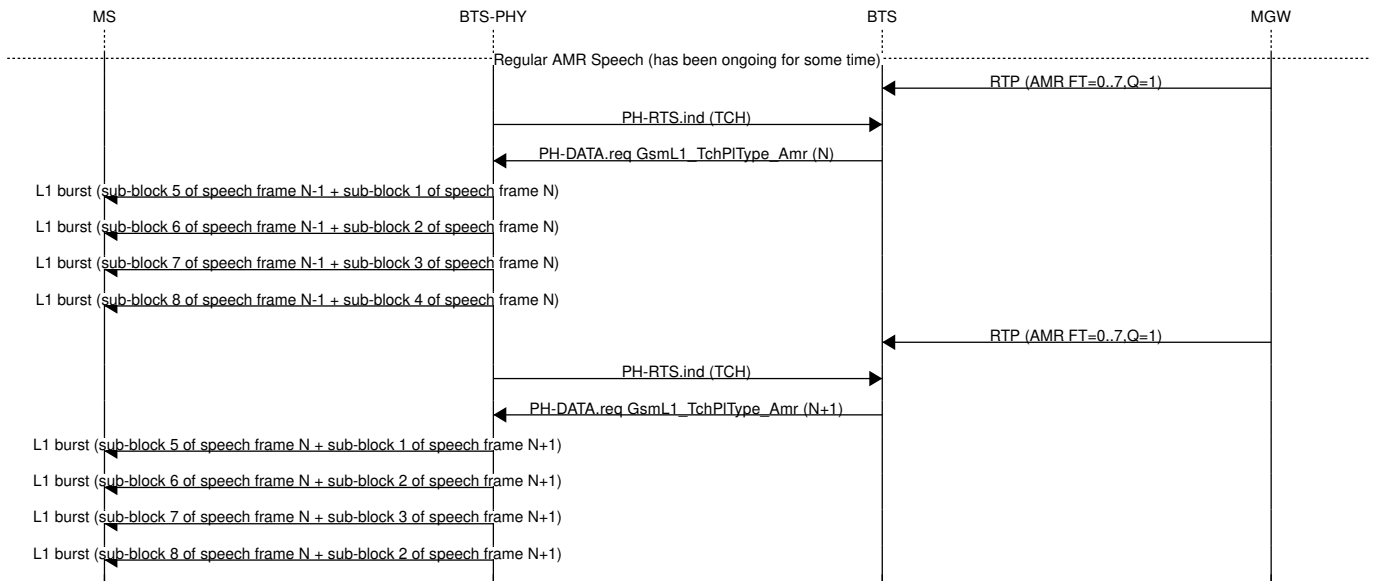 MS BTS-PHY BTS MGW
Regular AMR Speech (has been ongoing for some time)
RTP (AMR FT=0..7,Q=1)
PH-RTS.ind (TCH)
PH-DATA.req GsmL1_TchPlType_Amr (N)
L1 burst (sub-block 5 of speech frame N-1 + sub-block 1 of speech frame N)
L1 burst (sub-block 6 of speech frame N-1 + sub-block 2 of speech frame N)
L1 burst (sub-block 7 of speech frame N-1 + sub-block 3 of speech frame N)
L1 burst (sub-block 8 of speech frame N-1 + sub-block 4 of speech frame N)
RTP (AMR FT=0..7,Q=1)
PH-RTS.ind (TCH)
PH-DATA.req GsmL1_TchPlType_Amr (N+1)
L1 burst (sub-block 5 of speech frame N + sub-block 1 of speech frame N+1)
L1 burst (sub-block 6 of speech frame N + sub-block 2 of speech frame N+1)
L1 burst (sub-block 7 of speech frame N + sub-block 3 of speech frame N+1)
L1 burst (sub-block 8 of speech frame N + sub-block 2 of speech frame N+1)